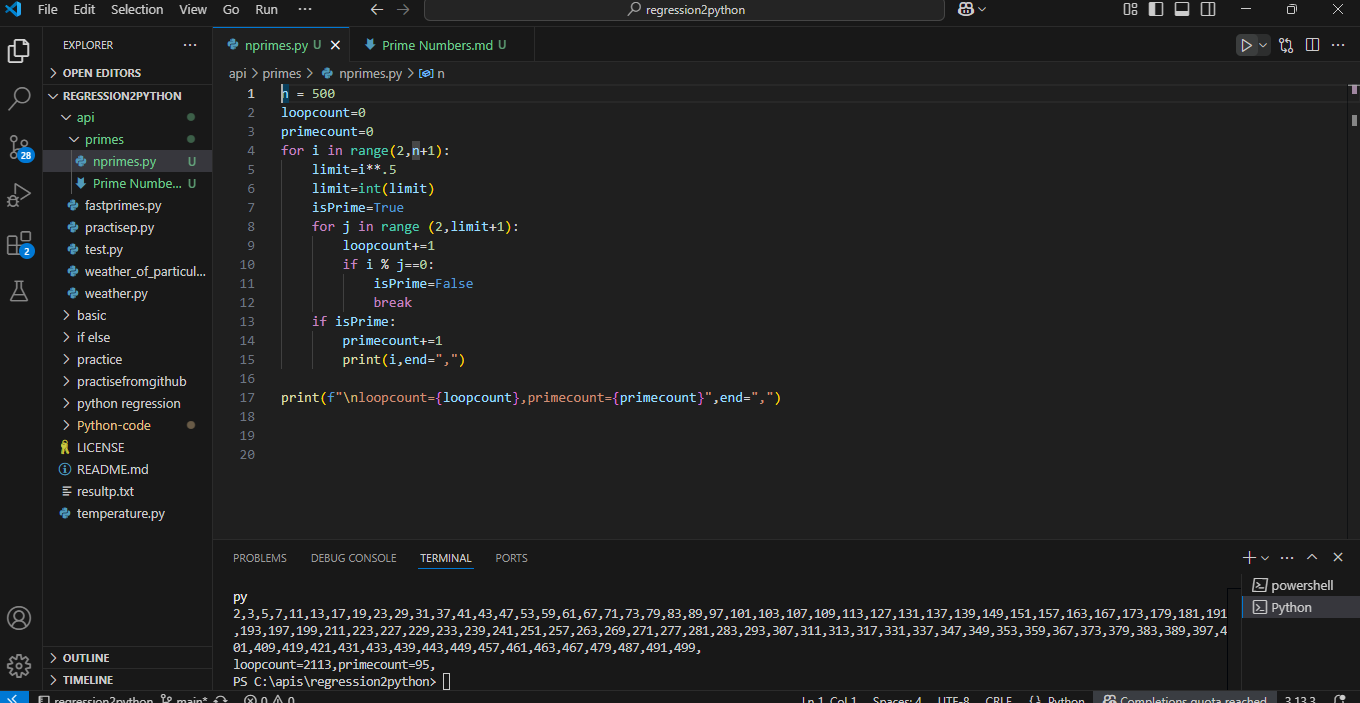 File Edit Selection View Go Run ··· regression2python
EXPLORER ···
OPEN EDITORS
REGRESSION2PYTHON
api
primes
nprimes.py U
Prime Numbe... U
fastprimes.py
practisep.py
test.py
weather_of_particul...
weather.py
basic
if else
practice
practisefromgithub
python regression
Python-code
LICENSE
README.md
resultp.txt
temperature.py
OUTLINE
TIMELINE
28
2
nprimes.py U Prime Numbers.md U
api > primes > nprimes.py > n
1 n = 500
2 loopcount=0
3 primecount=0
4 for i in range(2,n+1):
5 limit=i**.5
6 limit=int(limit)
7 isPrime=True
8 for j in range (2,limit+1):
9 loopcount+=1
10 if i % j==0:
11 isPrime=False
12 break
13 if isPrime:
14 primecount+=1
15 print(i,end=",")
16
17 print(f"\nloopcount={loopcount},primecount={primecount}",end=",")
18
19
20
PROBLEMS DEBUG CONSOLE TERMINAL PORTS
py
2,3,5,7,11,13,17,19,23,29,31,37,41,43,47,53,59,61,67,71,73,79,83,89,97,101,103,107,109,113,127,131,137,139,149,151,157,163,167,173,179,181,191
,193,197,199,211,223,227,229,233,239,241,251,257,263,269,271,277,281,283,293,307,311,313,317,331,337,347,349,353,359,367,373,379,383,389,397,4
01,409,419,421,431,433,439,443,449,457,461,463,467,479,487,491,499,
loopcount=2113,primecount=95,
PS C:\apis\regression2python>
powershell
Python
regression2python main* 0 0 Ln 1, Col 1 Spaces: 4 UTF-8 CRLF {} Python Completions quota reached 3.13.3